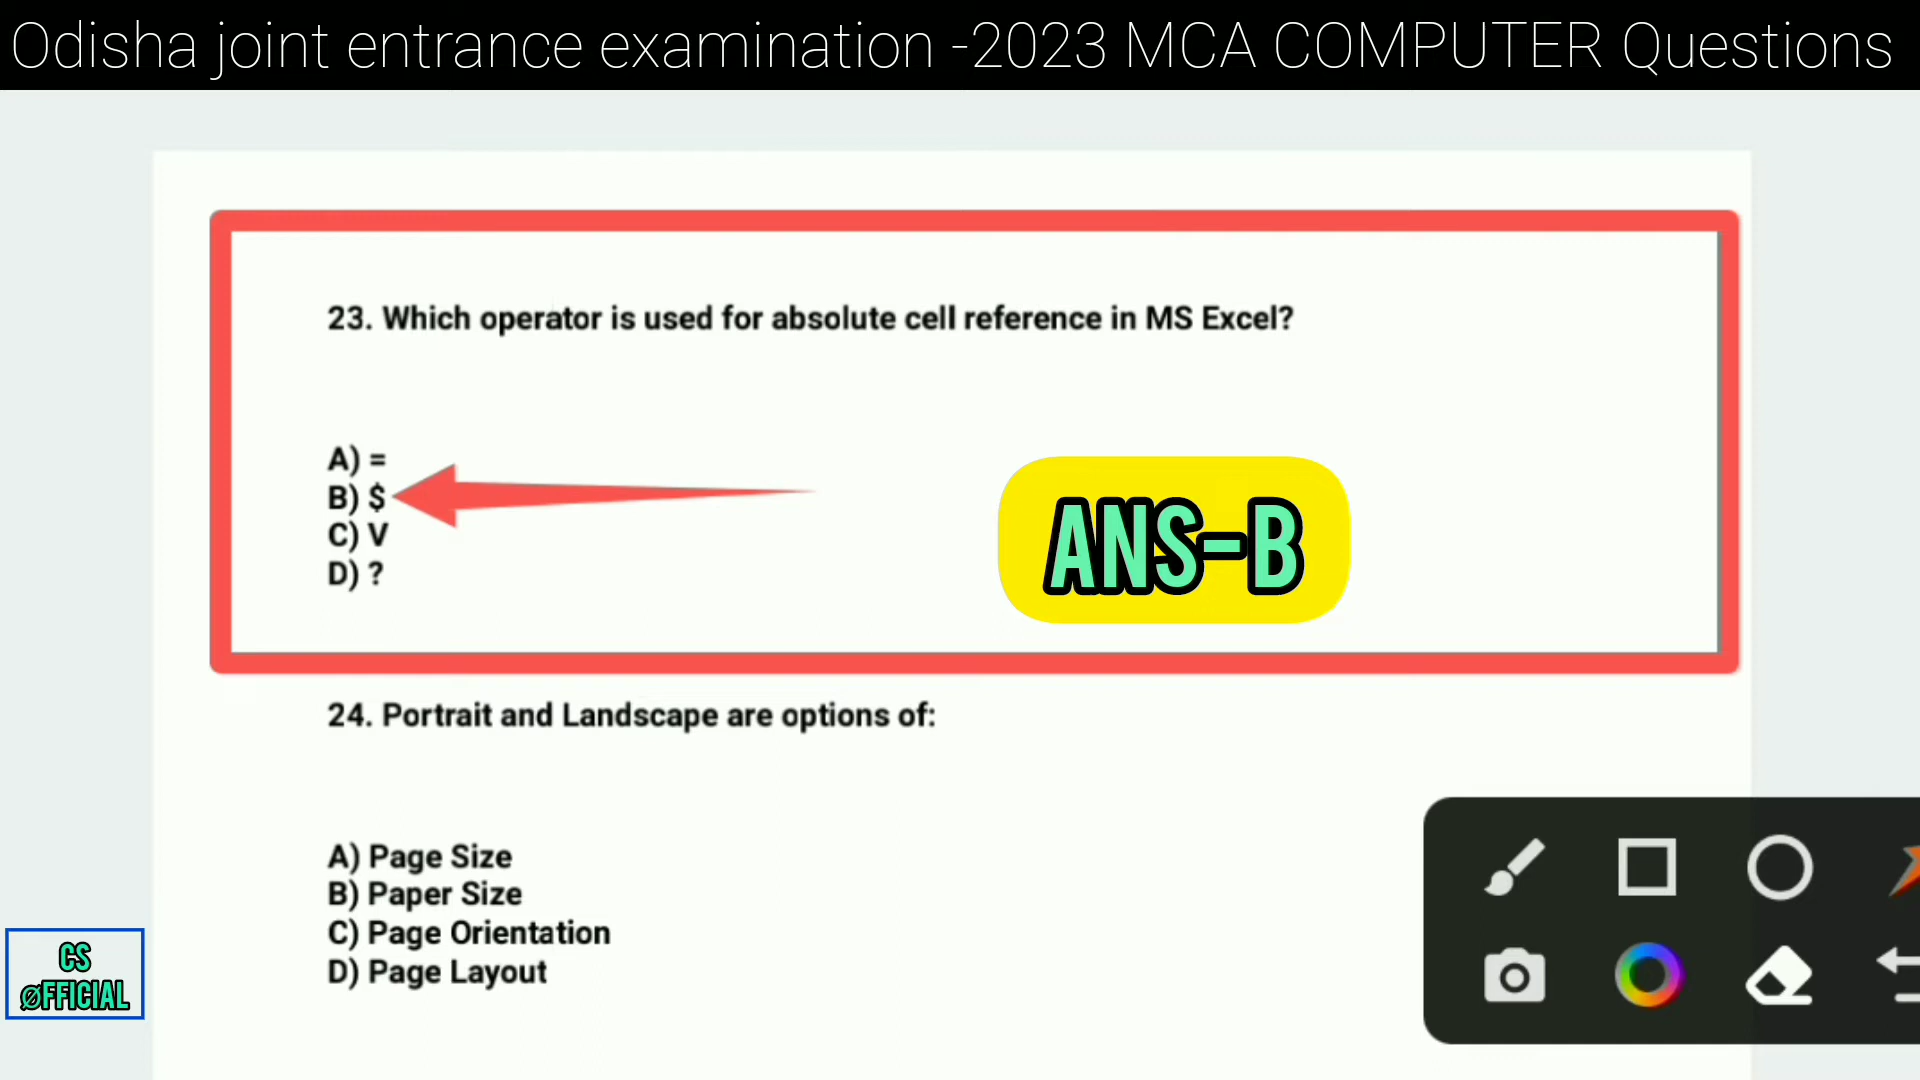 Odisha joint entrance examination -2023 MCA COMPUTER Questions
23. Which operator is used for absolute cell reference in MS Excel?
A) =
B) $
C) V
D) ?
ANS-B
24. Portrait and Landscape are options of:
A) Page Size
B) Paper Size
C) Page Orientation
D) Page Layout
CS
ØFFICIAL